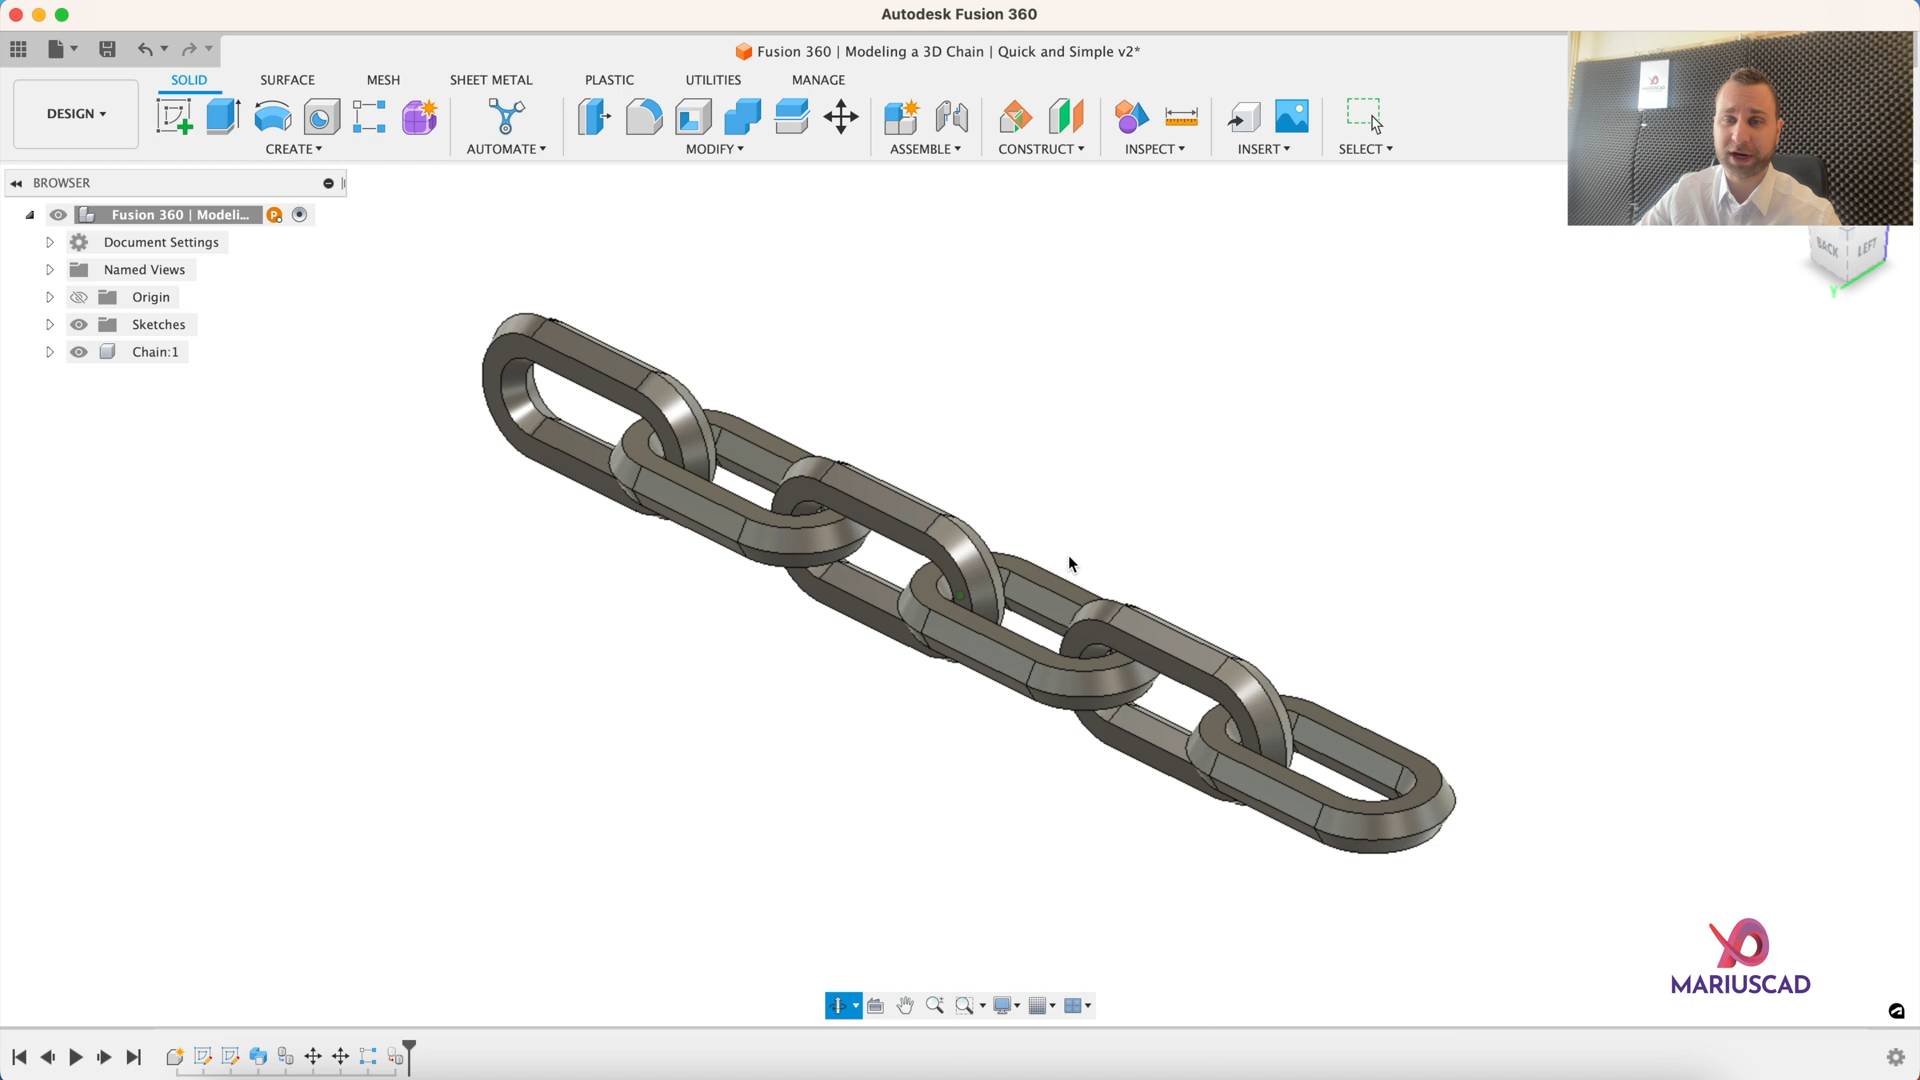 Autodesk Fusion 360
Fusion 360 | Modeling a 3D Chain | Quick and Simple v2*
SOLID SURFACE MESH SHEET METAL PLASTIC UTILITIES MANAGE
DESIGN
CREATE AUTOMATE MODIFY ASSEMBLE CONSTRUCT INSPECT INSERT SELECT
BROWSER
Fusion 360 | Modeli...
P
Document Settings
Named Views
Origin
Sketches
Chain:1
BACK LEFT
Y
MARIUSCAD